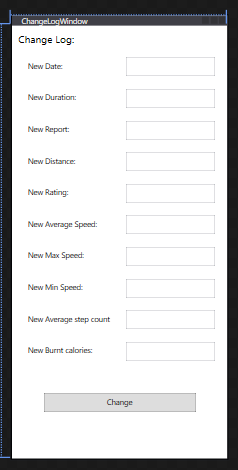 ChangeLogWindow
Change Log:
New Date:
New Duration:
New Report:
New Distance:
New Rating:
New Average Speed:
New Max Speed:
New Min Speed:
New Average step count
New Burnt calories:
Change